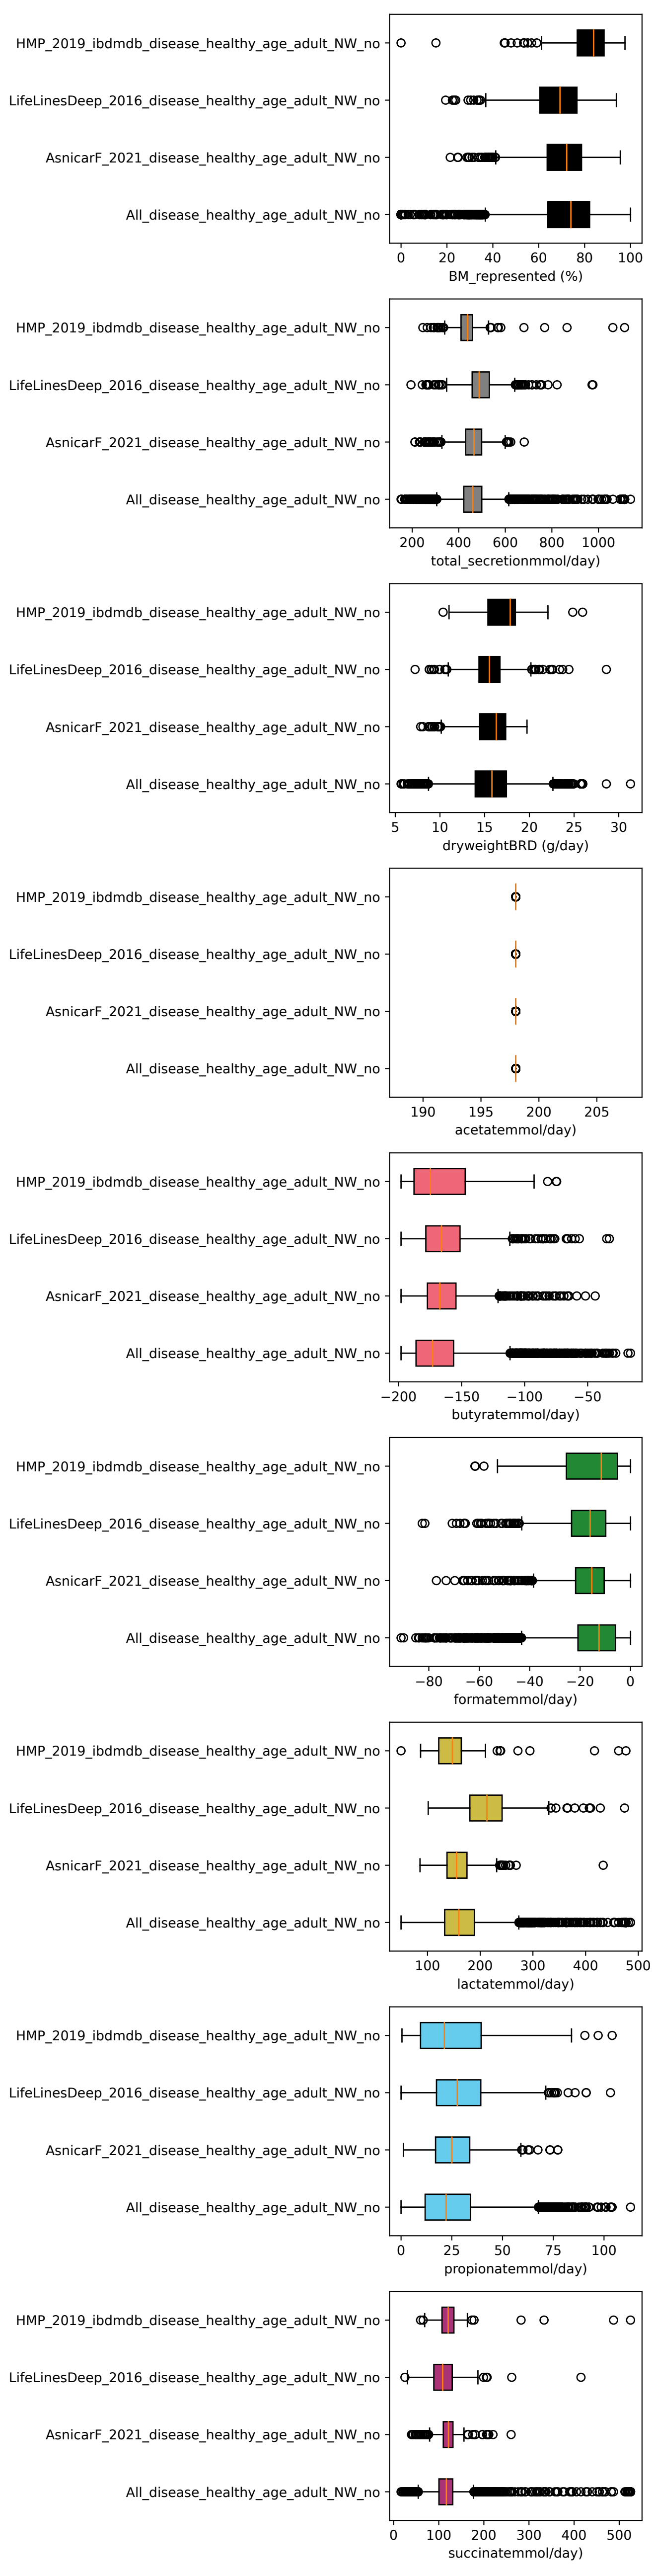 HMP_2019_ibdmdb_disease_healthy_age_adult_NW_no
LifeLinesDeep_2016_disease_healthy_age_adult_NW_no
AsnicarF_2021_disease_healthy_age_adult_NW_no
All_disease_healthy_age_adult_NW_no
0 20 40 60 80 100
BM_represented (%)
HMP_2019_ibdmdb_disease_healthy_age_adult_NW_no
LifeLinesDeep_2016_disease_healthy_age_adult_NW_no
AsnicarF_2021_disease_healthy_age_adult_NW_no
All_disease_healthy_age_adult_NW_no
200 400 600 800 1000
total_secretionmmol/day)
HMP_2019_ibdmdb_disease_healthy_age_adult_NW_no
LifeLinesDeep_2016_disease_healthy_age_adult_NW_no
AsnicarF_2021_disease_healthy_age_adult_NW_no
All_disease_healthy_age_adult_NW_no
5 10 15 20 25 30
dryweightBRD (g/day)
HMP_2019_ibdmdb_disease_healthy_age_adult_NW_no
LifeLinesDeep_2016_disease_healthy_age_adult_NW_no
AsnicarF_2021_disease_healthy_age_adult_NW_no
All_disease_healthy_age_adult_NW_no
190 195 200 205
acetatemmol/day)
HMP_2019_ibdmdb_disease_healthy_age_adult_NW_no
LifeLinesDeep_2016_disease_healthy_age_adult_NW_no
AsnicarF_2021_disease_healthy_age_adult_NW_no
All_disease_healthy_age_adult_NW_no
−200 −150 −100 −50
butyratemmol/day)
HMP_2019_ibdmdb_disease_healthy_age_adult_NW_no
LifeLinesDeep_2016_disease_healthy_age_adult_NW_no
AsnicarF_2021_disease_healthy_age_adult_NW_no
All_disease_healthy_age_adult_NW_no
−80 −60 −40 −20 0
formatemmol/day)
HMP_2019_ibdmdb_disease_healthy_age_adult_NW_no
LifeLinesDeep_2016_disease_healthy_age_adult_NW_no
AsnicarF_2021_disease_healthy_age_adult_NW_no
All_disease_healthy_age_adult_NW_no
100 200 300 400 500
lactatemmol/day)
HMP_2019_ibdmdb_disease_healthy_age_adult_NW_no
LifeLinesDeep_2016_disease_healthy_age_adult_NW_no
AsnicarF_2021_disease_healthy_age_adult_NW_no
All_disease_healthy_age_adult_NW_no
0 25 50 75 100
propionatemmol/day)
HMP_2019_ibdmdb_disease_healthy_age_adult_NW_no
LifeLinesDeep_2016_disease_healthy_age_adult_NW_no
AsnicarF_2021_disease_healthy_age_adult_NW_no
All_disease_healthy_age_adult_NW_no
0 100 200 300 400 500
succinatemmol/day)